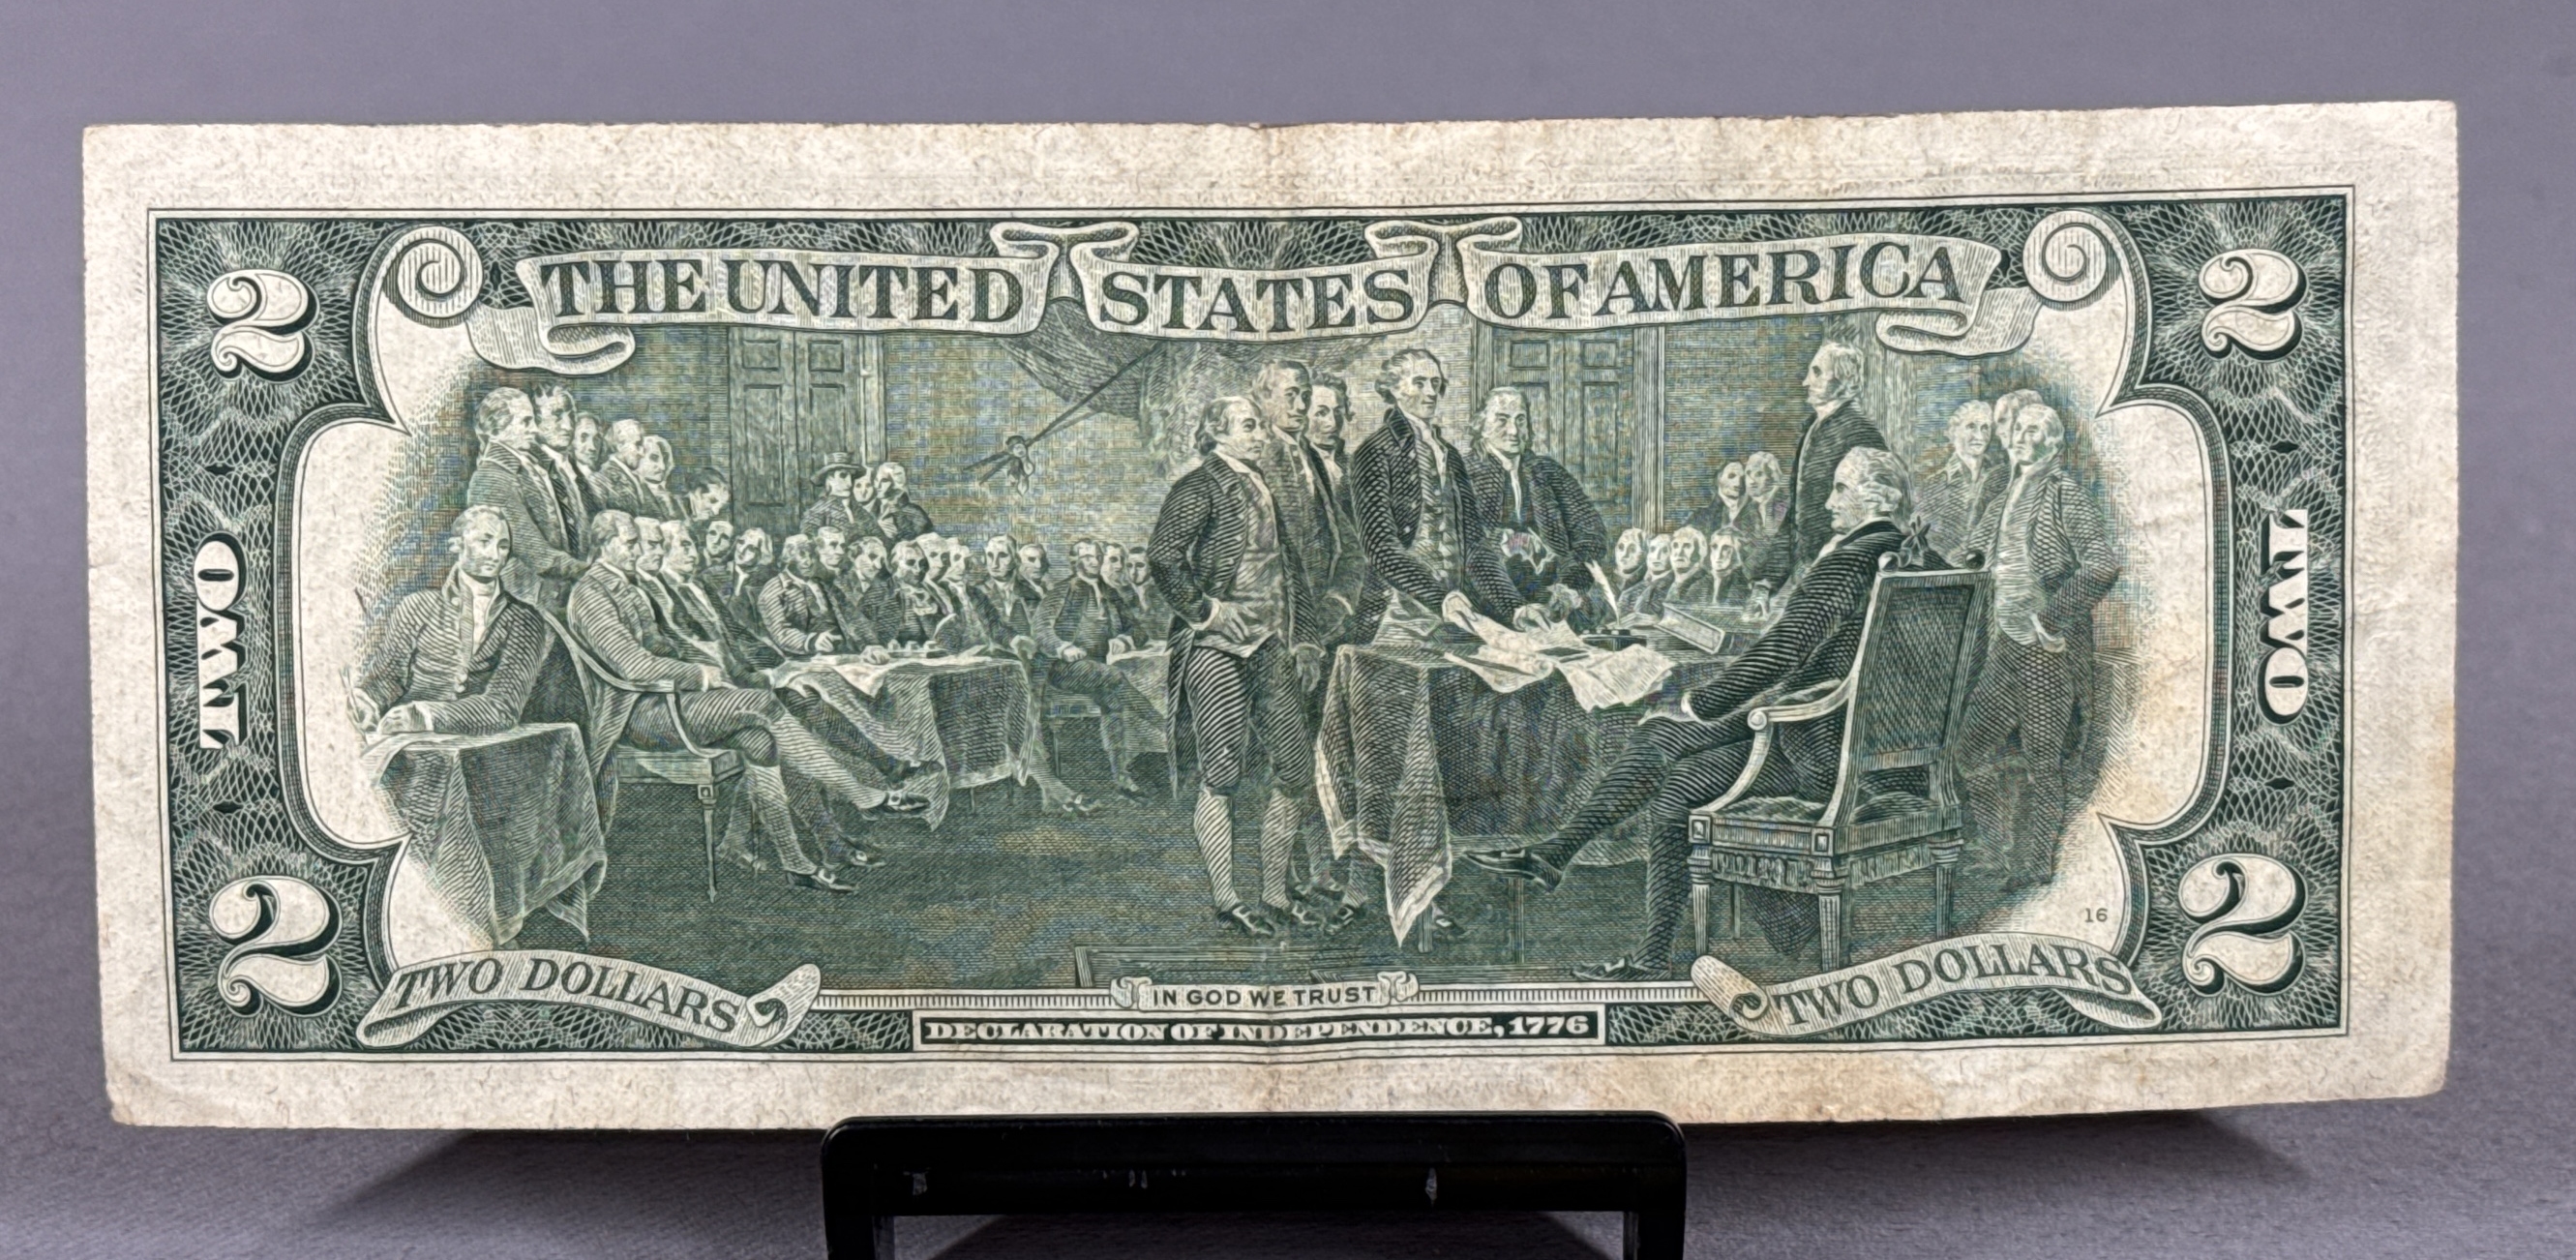 THE UNITED STATES OF AMERICA
2
2
TWO
TWO
16
2
2
TWO DOLLARS
TWO DOLLARS
IN GOD WE TRUST
DECLARATION OF INDEPENDENCE, 1776